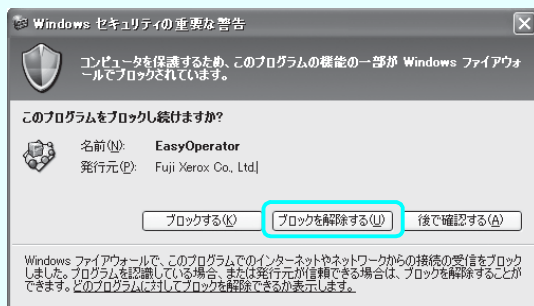 Windows セキュリティの重要な警告
コンピュータを保護するため、このプログラムの機能の一部が Windows ファイアウォ
ールでブロックされています。
このプログラムをブロックし続けますか?
名前(N): EasyOperator
発行元(P): Fuji Xerox Co., Ltd.
ブロックする(K) ブロックを解除する(U) 後で確認する(A)
Windows ファイアウォールで、このプログラムでのインターネットやネットワークからの接続の受信をブロック
しました。プログラムを認識している場合、または発行元が信頼できる場合は、ブロックを解除することが
できます。どのプログラムに対してブロックを解除できるか表示します。